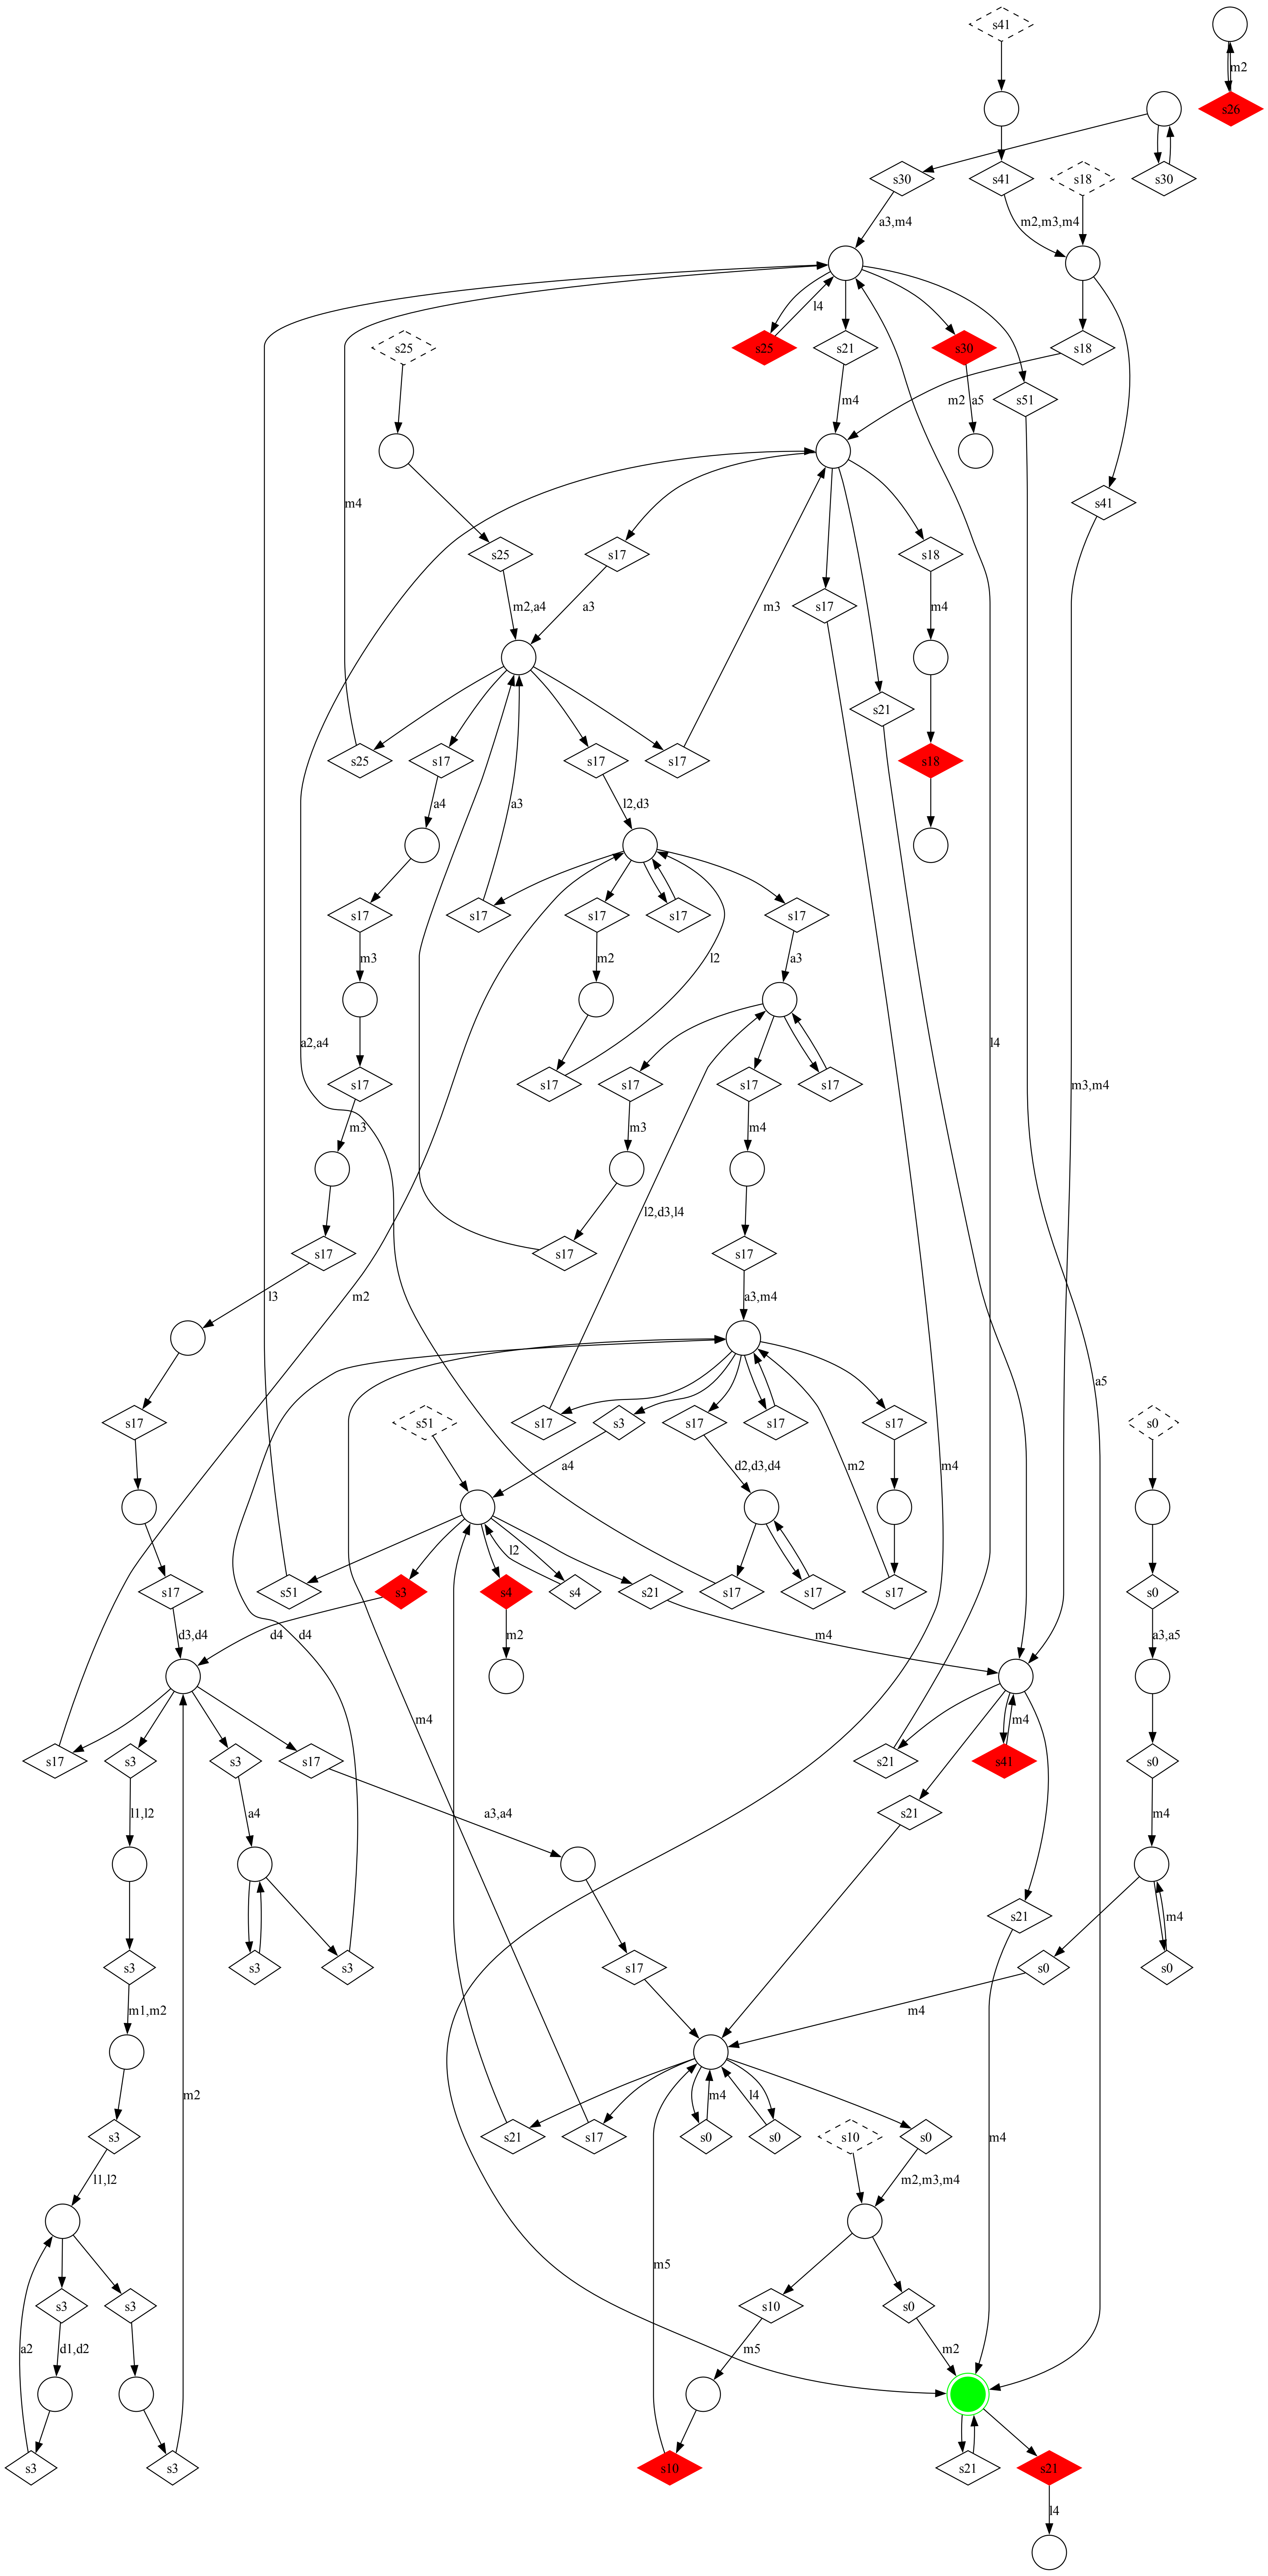 s41
m2
s26
s30
s41
s18
s30
a3,m4
m2,m3,m4
l4
s25
s25
s21
s30
s18
m4
m2
a5
s51
m4
s41
s25
s17
s18
m2,a4
a3
s17
m3
m4
s21
s25
s17
s17
s17
s18
a4
a3
l2,d3
s17
s17
s17
s17
s17
m3
m2
l2
a3
a2,a4
l4
s17
s17
s17
s17
s17
m3,m4
m3
m3
m4
l2,d3,l4
s17
s17
s17
l3
m2
a5
s17
s51
s17
s3
s17
s17
s17
s0
a4
d2,d3,d4
m2
m4
l2
s17
s51
s3
s4
s4
s21
s17
s17
s17
s0
d3,d4
d4
d4
m2
m4
a3,a5
m4
m4
s17
s3
s3
s17
s21
s41
s0
l1,l2
a4
a3,a4
s21
m4
s21
m4
s3
s3
s3
s17
s0
s0
m1,m2
m4
m2
m4
l4
s3
s21
s17
s0
s0
s10
s0
m4
l1,l2
m2,m3,m4
m5
s3
s3
s10
s0
a2
d1,d2
m5
m2
s3
s3
s10
s21
s21
l4